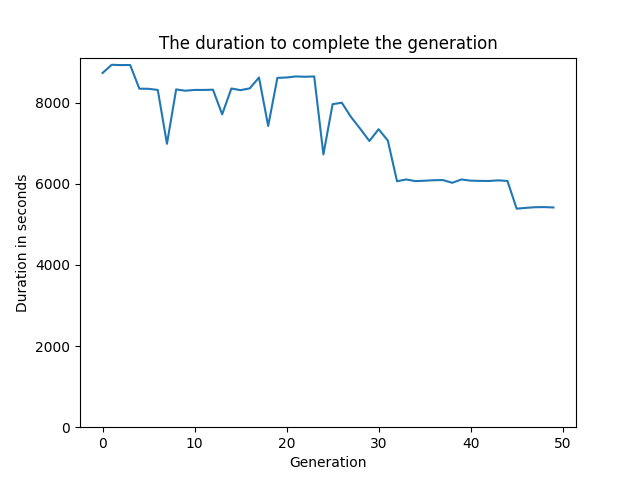 The duration to complete the generation
Duration in seconds
8000
6000
4000
2000
0
0 10 20 30 40 50
Generation